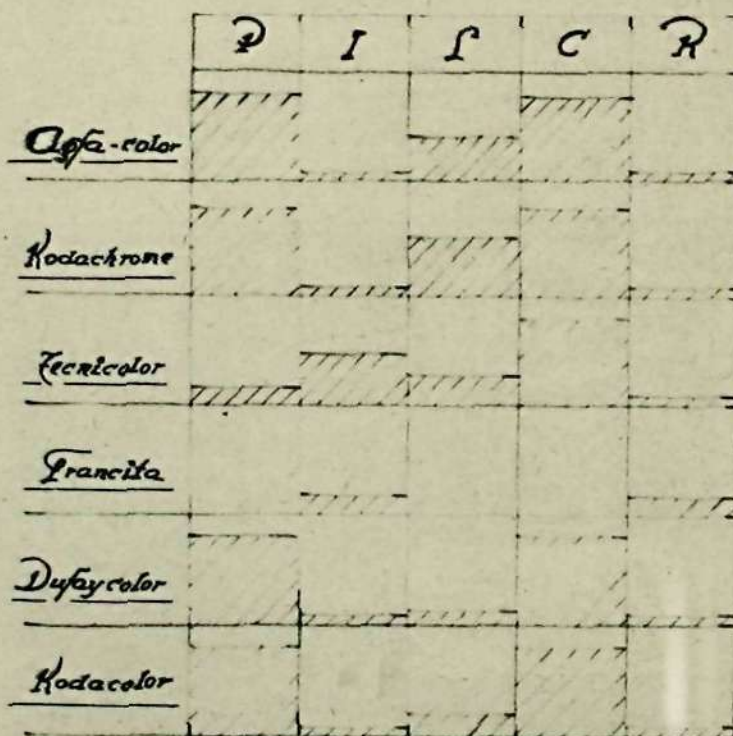 P I L C R
Agfa-color
Kodachrome
Tecnicolor
Francita
Dufaycolor
Kodacolor